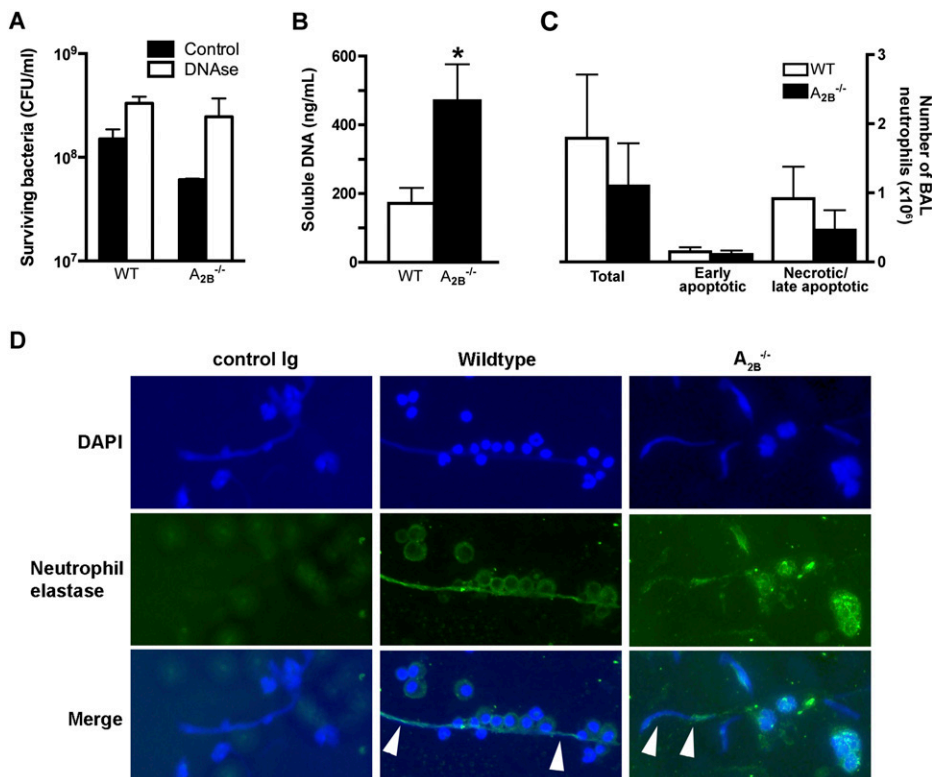 A
Surviving bacteria (CFU/ml)
10⁹
10⁸
10⁷
Control
DNAse
WT
A₂B⁻/⁻
B
Soluble DNA (ng/mL)
600
400
200
0
*
WT
A₂B⁻/⁻
C
WT
A₂B⁻/⁻
3
2
1
0
Number of BAL
neutrophils (x10⁶)
Total
Early
apoptotic
Necrotic/
late apoptotic
D
control Ig
Wildtype
A₂B⁻/⁻
DAPI
Neutrophil
elastase
Merge